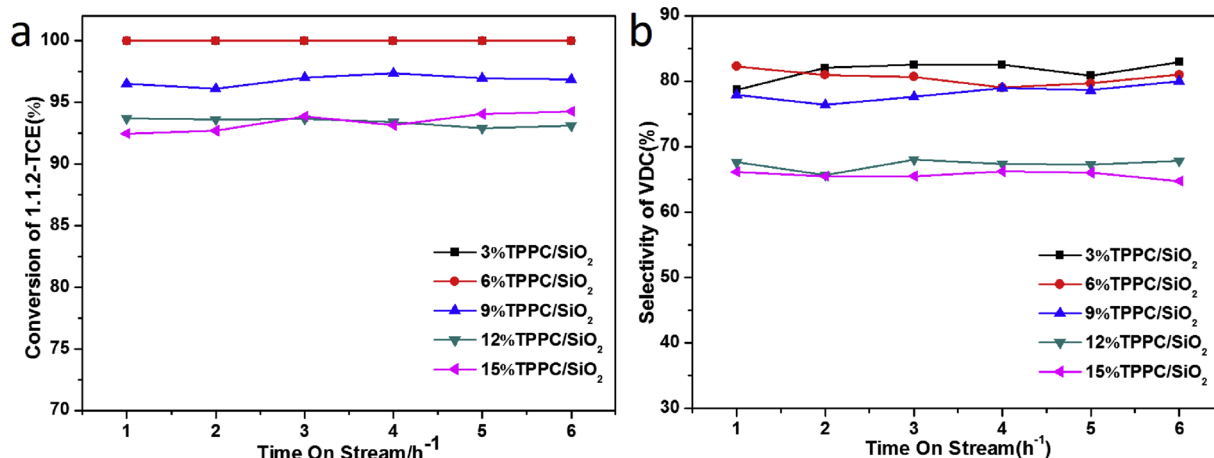 a
Conversion of 1.1.2-TCE(%)
100
95
90
85
80
75
70
3%TPPC/SiO₂
6%TPPC/SiO₂
9%TPPC/SiO₂
12%TPPC/SiO₂
15%TPPC/SiO₂
1 2 3 4 5 6
Time On Stream/h⁻¹
b
Selectivity of VDC(%)
90
80
70
60
50
40
30
3%TPPC/SiO₂
6%TPPC/SiO₂
9%TPPC/SiO₂
12%TPPC/SiO₂
15%TPPC/SiO₂
1 2 3 4 5 6
Time On Stream(h⁻¹)